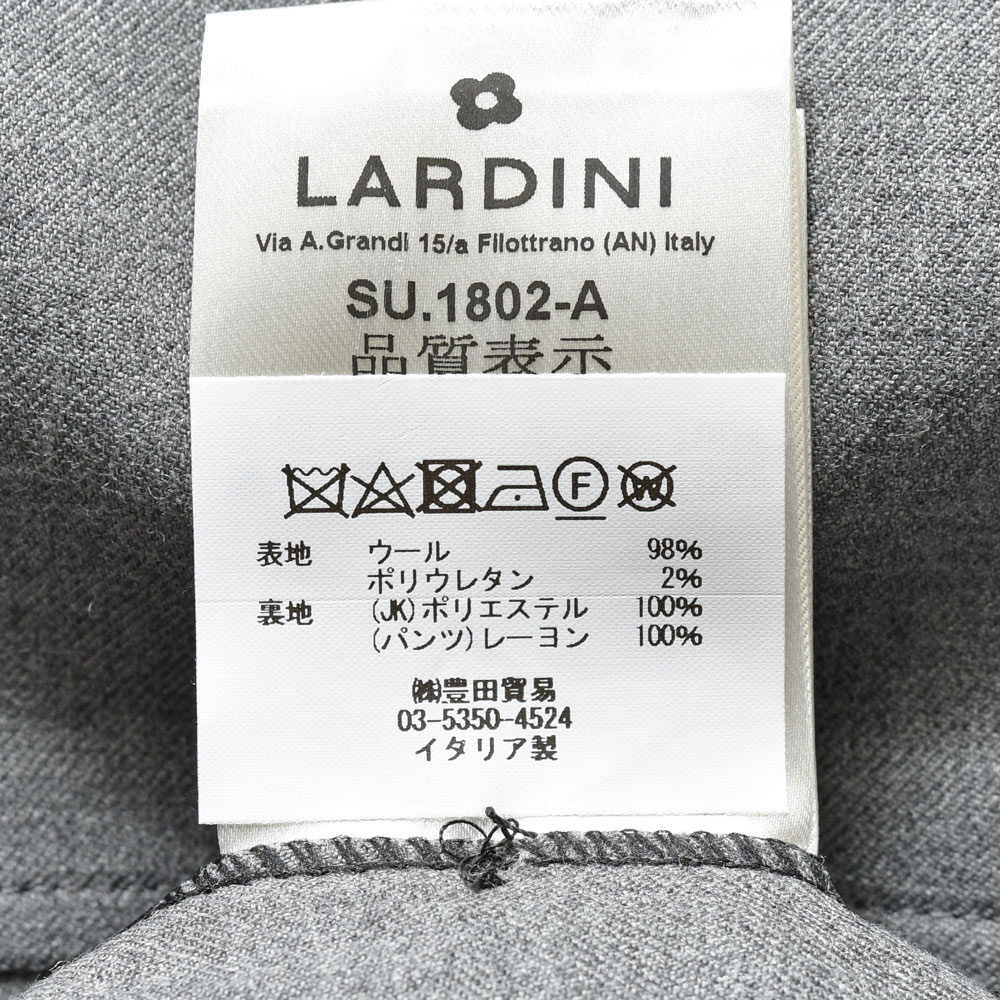 LARDINI
Via A.Grandi 15/a Filottrano (AN) Italy
SU.1802-A
品質表示
F W
表地 ウール 98%
ポリウレタン 2%
裏地 (JK)ポリエステル 100%
(パンツ)レーヨン 100%
㈱豊田貿易
03-5350-4524
イタリア製